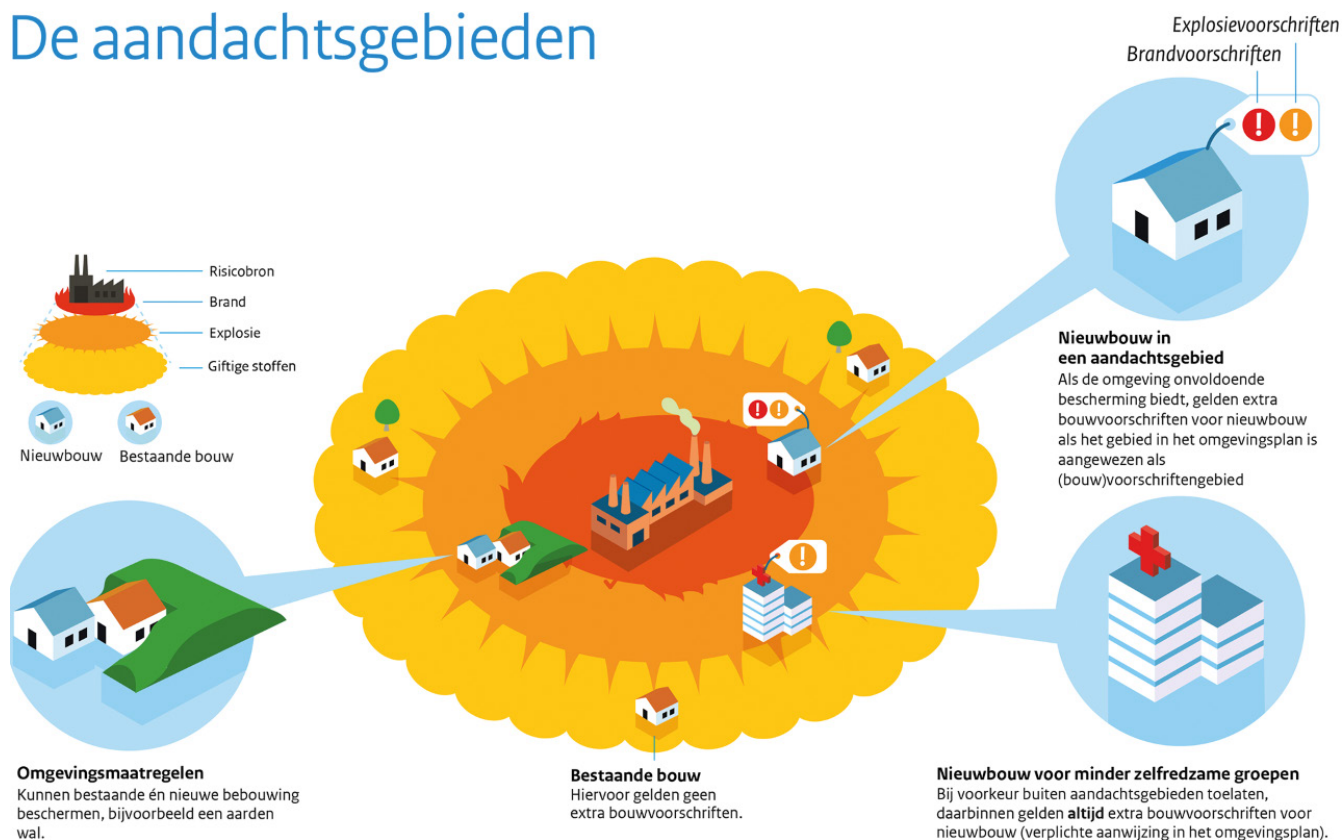 De aandachtsgebieden
Explosievoorschriften
Brandvoorschriften
Risicobron
Brand
Explosie
Giftige stoffen
Nieuwbouw
Bestaande bouw
Nieuwbouw in
een aandachtsgebied
Als de omgeving onvoldoende
bescherming biedt, gelden extra
bouwvoorschriften voor nieuwbouw
als het gebied in het omgevingsplan is
aangewezen als
(bouw)voorschriftengebied
Omgevingsmaatregelen
Kunnen bestaande én nieuwe bebouwing
beschermen, bijvoorbeeld een aarden
wal.
Bestaande bouw
Hiervoor gelden geen
extra bouwvoorschriften.
Nieuwbouw voor minder zelfredzame groepen
Bij voorkeur buiten aandachtsgebieden toelaten,
daarbinnen gelden altijd extra bouwvoorschriften voor
nieuwbouw (verplichte aanwijzing in het omgevingsplan).